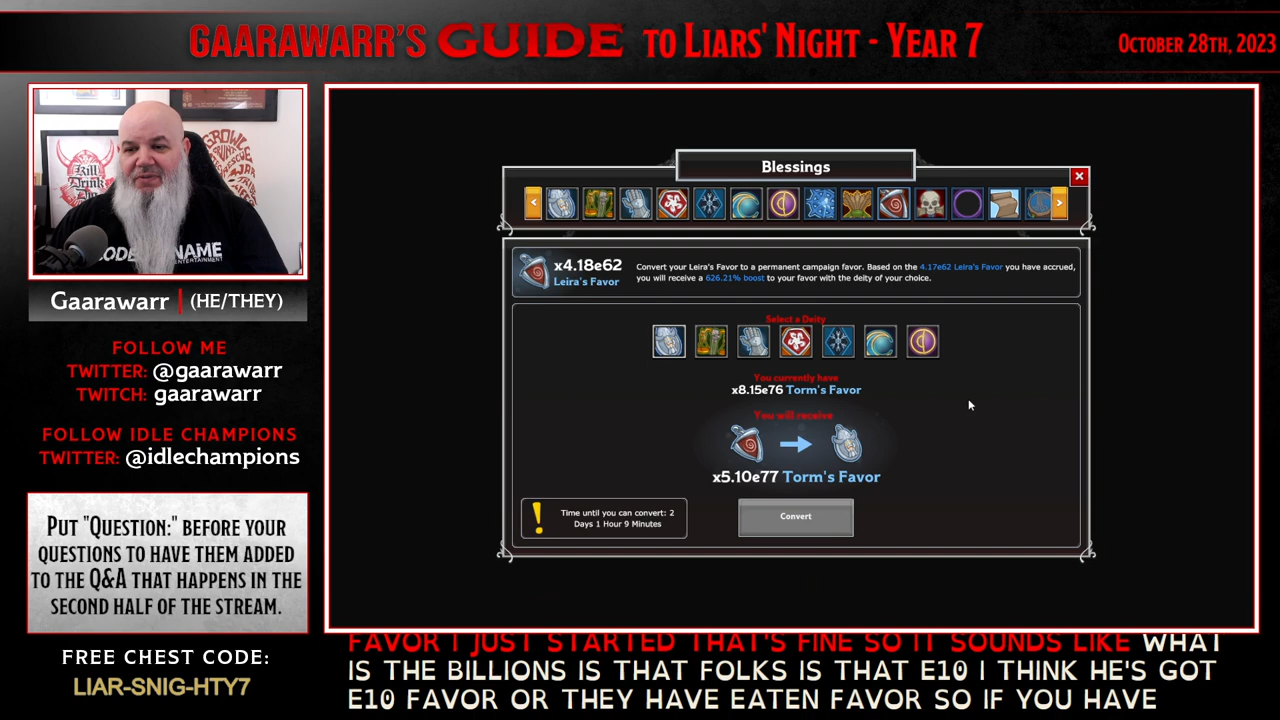 GAARAWARR'S GUIDE TO LIARS' NIGHT - YEAR 7
OCTOBER 28TH, 2023
Kill
Drink
CODENAME
ENTERTAINMENT
Gaarawarr | (HE/THEY)
FOLLOW ME
TWITTER: @gaarawarr
TWITCH: gaarawarr
FOLLOW IDLE CHAMPIONS
TWITTER: @idlechampions
PUT "QUESTION:" BEFORE YOUR
QUESTIONS TO HAVE THEM ADDED
TO THE Q&A THAT HAPPENS IN THE
SECOND HALF OF THE STREAM.
FREE CHEST CODE:
LIAR-SNIG-HTY7
Blessings
x4.18e62
Leira's Favor
Convert your Leira's Favor to a permanent campaign favor. Based on the 4.17e62 Leira's Favor you have accrued,
you will receive a 626.21% boost to your favor with the deity of your choice.
Select a Deity
You currently have
x8.15e76 Torm's Favor
You will receive
x5.10e77 Torm's Favor
Time until you can convert: 2
Days 1 Hour 9 Minutes
Convert
FAVOR I JUST STARTED THAT'S FINE SO IT SOUNDS LIKE WHAT
IS THE BILLIONS IS THAT FOLKS IS THAT E10 I THINK HE'S GOT
E10 FAVOR OR THEY HAVE EATEN FAVOR SO IF YOU HAVE